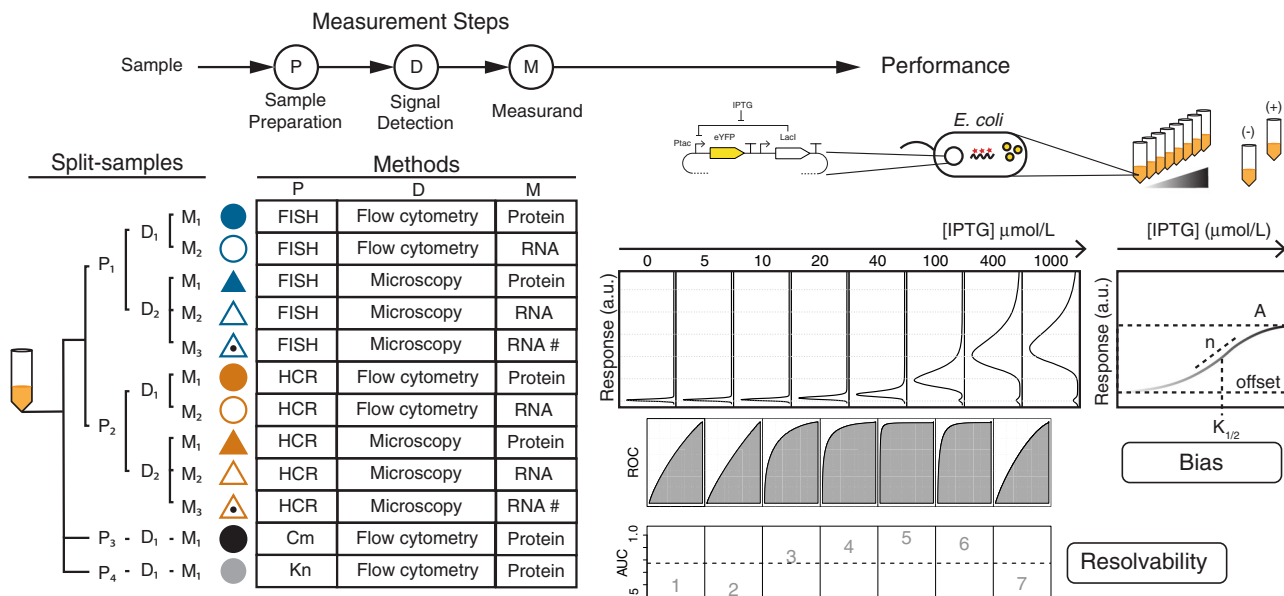 Measurement Steps
Sample
P
D
M
Performance
Sample
Preparation
Signal
Detection
Measurand
IPTG
Ptac
eYFP
LacI
E. coli
(-)
(+)
Split-samples
Methods
P D M
P₁ D₁ M₁ FISH Flow cytometry Protein
M₂ FISH Flow cytometry RNA
D₂ M₁ FISH Microscopy Protein
M₂ FISH Microscopy RNA
M₃ FISH Microscopy RNA #
P₂ D₁ M₁ HCR Flow cytometry Protein
M₂ HCR Flow cytometry RNA
D₂ M₁ HCR Microscopy Protein
M₂ HCR Microscopy RNA
M₃ HCR Microscopy RNA #
P₃ - D₁ - M₁ Cm Flow cytometry Protein
P₄ - D₁ - M₁ Kn Flow cytometry Protein
[IPTG] μmol/L
0 5 10 20 40 100 400 1000
Response (a.u.)
ROC
AUC
1.0
5
1 2 3 4 5 6 7
[IPTG] (μmol/L)
Response (a.u.)
A
n
offset
K₁/₂
Bias
Resolvability